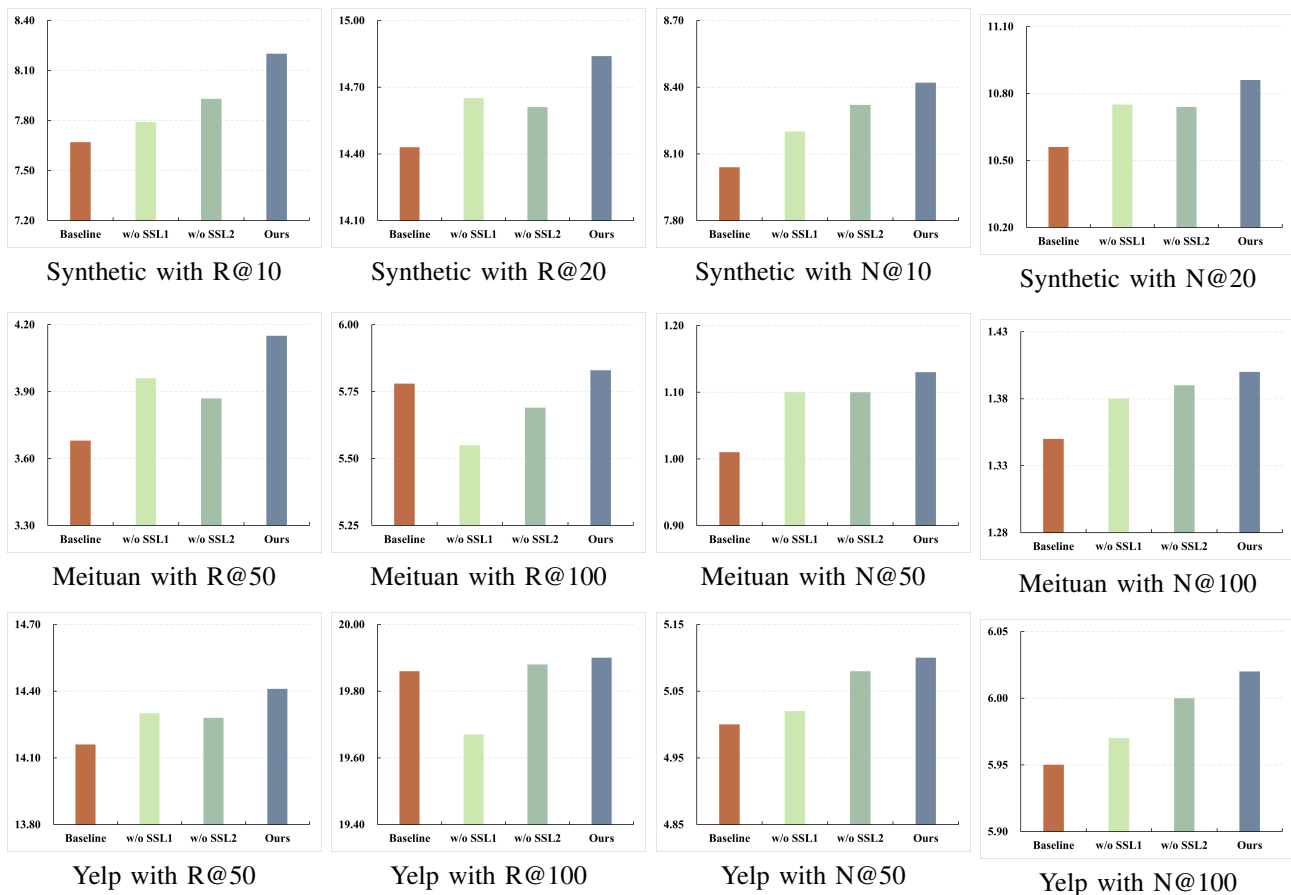 8.40
8.10
7.80
7.50
7.20
Baseline w/o SSL1 w/o SSL2 Ours
Synthetic with R@10
15.00
14.70
14.40
14.10
Baseline w/o SSL1 w/o SSL2 Ours
Synthetic with R@20
8.70
8.40
8.10
7.80
Baseline w/o SSL1 w/o SSL2 Ours
Synthetic with N@10
11.10
10.80
10.50
10.20
Baseline w/o SSL1 w/o SSL2 Ours
Synthetic with N@20
4.20
3.90
3.60
3.30
Baseline w/o SSL1 w/o SSL2 Ours
Meituan with R@50
6.00
5.75
5.50
5.25
Baseline w/o SSL1 w/o SSL2 Ours
Meituan with R@100
1.20
1.10
1.00
0.90
Baseline w/o SSL1 w/o SSL2 Ours
Meituan with N@50
1.43
1.38
1.33
1.28
Baseline w/o SSL1 w/o SSL2 Ours
Meituan with N@100
14.70
14.40
14.10
13.80
Baseline w/o SSL1 w/o SSL2 Ours
Yelp with R@50
20.00
19.80
19.60
19.40
Baseline w/o SSL1 w/o SSL2 Ours
Yelp with R@100
5.15
5.05
4.95
4.85
Baseline w/o SSL1 w/o SSL2 Ours
Yelp with N@50
6.05
6.00
5.95
5.90
Baseline w/o SSL1 w/o SSL2 Ours
Yelp with N@100